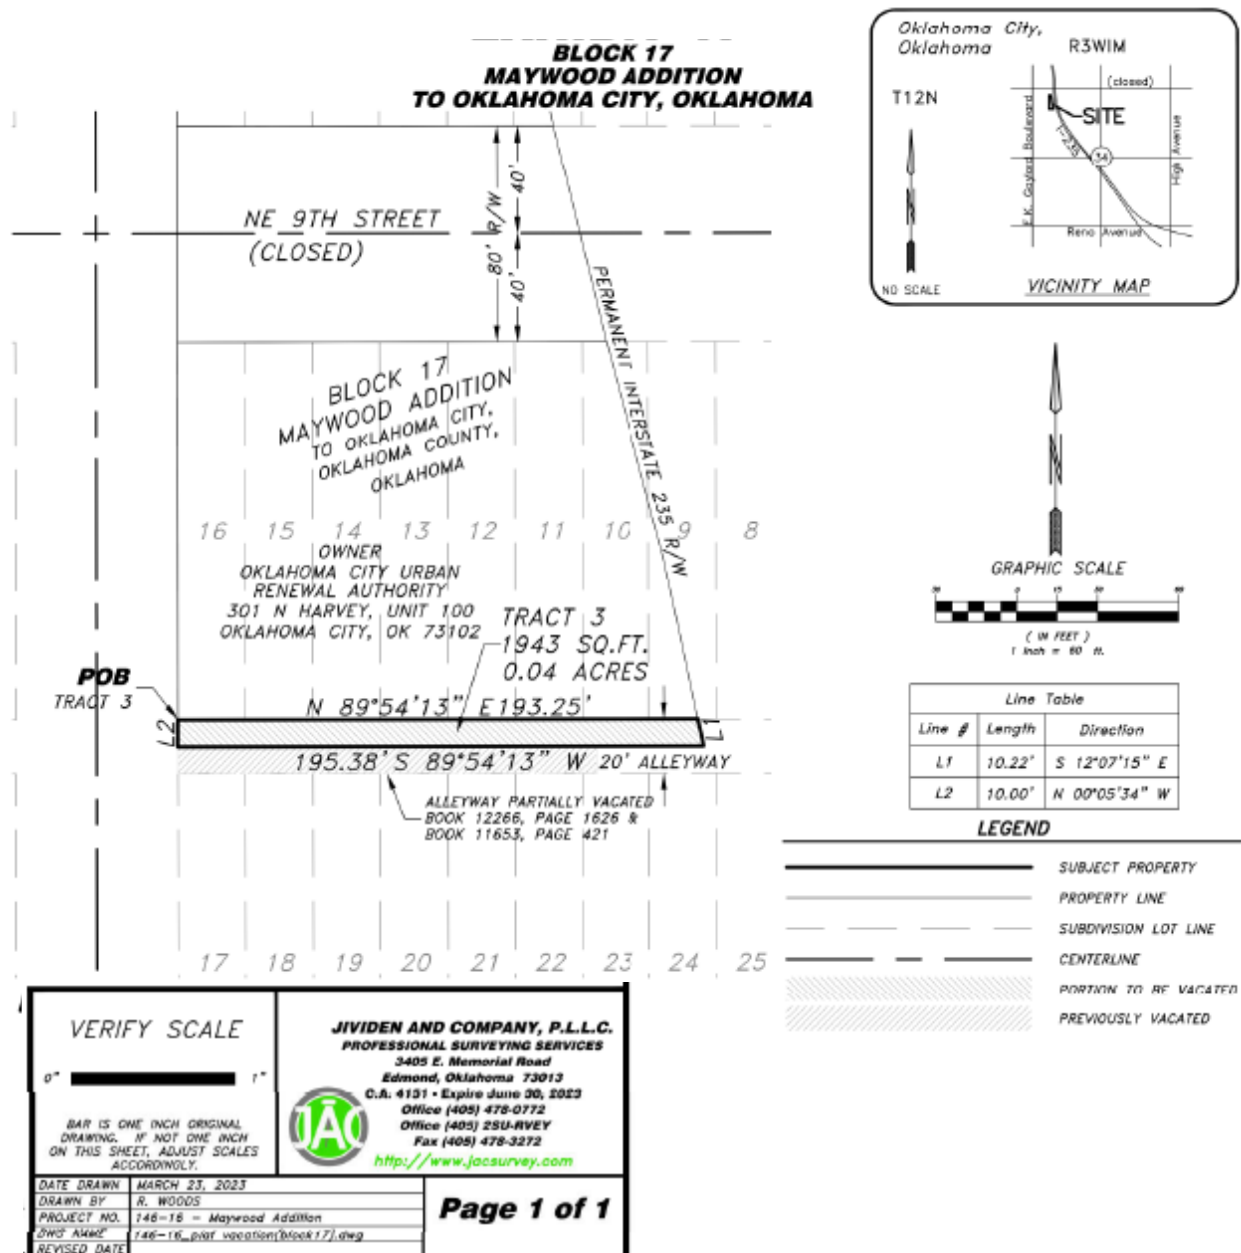 BLOCK 17
MAYWOOD ADDITION
TO OKLAHOMA CITY, OKLAHOMA
Oklahoma City,
Oklahoma
R3WIM
T12N
(closed)
SITE
I-235
34
E.K. Gaylord Boulevard
High Avenue
Reno Avenue
NO SCALE
VICINITY MAP
NE 9TH STREET
(CLOSED)
80' R/W
40'
40'
PERMANENT INTERSTATE 235 R/W
BLOCK 17
MAYWOOD ADDITION
TO OKLAHOMA CITY,
OKLAHOMA COUNTY,
OKLAHOMA
16 15 14 13 12 11 10 9 8
OWNER
OKLAHOMA CITY URBAN
RENEWAL AUTHORITY
301 N HARVEY, UNIT 100
OKLAHOMA CITY, OK 73102
TRACT 3
1943 SQ.FT.
0.04 ACRES
POB
TRACT 3
N 89°54'13" E 193.25'
L2
L1
195.38' S 89°54'13" W
20' ALLEYWAY
ALLEYWAY PARTIALLY VACATED
BOOK 12266, PAGE 1626 &
BOOK 11653, PAGE 421
17 18 19 20 21 22 23 24 25
N
GRAPHIC SCALE
( IN FEET )
1 inch = 60 ft.
Line Table
Line # Length Direction
L1 10.22' S 12°07'15" E
L2 10.00' N 00°05'34" W
LEGEND
SUBJECT PROPERTY
PROPERTY LINE
SUBDIVISION LOT LINE
CENTERLINE
PORTION TO BE VACATED
PREVIOUSLY VACATED
VERIFY SCALE
0" 1"
BAR IS ONE INCH ORIGINAL
DRAWING. IF NOT ONE INCH
ON THIS SHEET, ADJUST SCALES
ACCORDINGLY.
JIVIDEN AND COMPANY, P.L.L.C.
PROFESSIONAL SURVEYING SERVICES
3405 E. Memorial Road
Edmond, Oklahoma 73013
C.A. 4131 • Expire June 30, 2023
Office (405) 478-0772
Office (405) 2SU-RVEY
Fax (405) 478-3272
http://www.jacsurvey.com
JAC
DATE DRAWN MARCH 23, 2023
DRAWN BY R. WOODS
PROJECT NO. 146-16 - Maywood Addition
DWG NAME 146-16_plat vacation(block17).dwg
REVISED DATE
Page 1 of 1